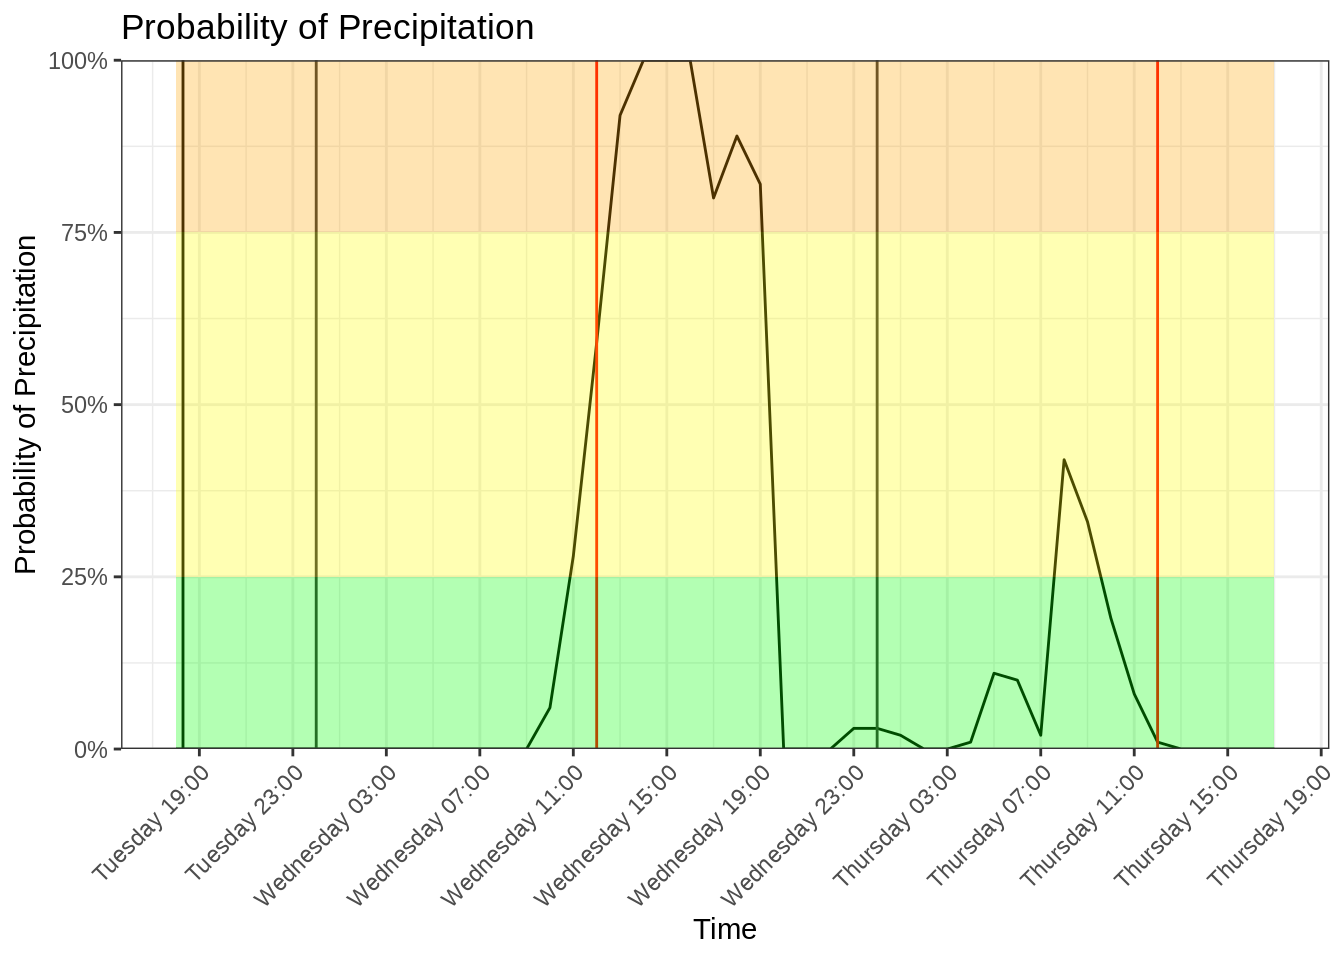 Probability of Precipitation
100%
75%
50%
25%
0%
Probability of Precipitation
Tuesday 19:00
Tuesday 23:00
Wednesday 03:00
Wednesday 07:00
Wednesday 11:00
Wednesday 15:00
Wednesday 19:00
Wednesday 23:00
Thursday 03:00
Thursday 07:00
Thursday 11:00
Thursday 15:00
Thursday 19:00
Time